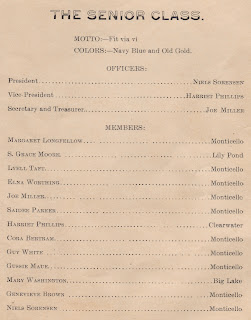 THE SENIOR CLASS.
MOTTO:—Fit via vi
COLORS:—Navy Blue and Old Gold.
OFFICERS:
President NIELS SORENSEN
Vice-President HARRIET PHILLIPS
Secretary and Treasurer JOE MILLER
MEMBERS:
MARGARET LONGFELLOW Monticello
S. GRACE MOORE Lily Pond
LYELL TAFT Monticello
ELNA WORTHING Monticello
JOE MILLER Monticello
SAIDEE PARKER Monticello
HARRIET PHILLIPS Clearwater
CORA BERTRAM Monticello
GUY WHITE Monticello
GUSSIE MAUE Monticello
MARY WASHINGTON Big Lake
GENEVIEVE BROWN Monticello
NIELS SORENSEN Monticello